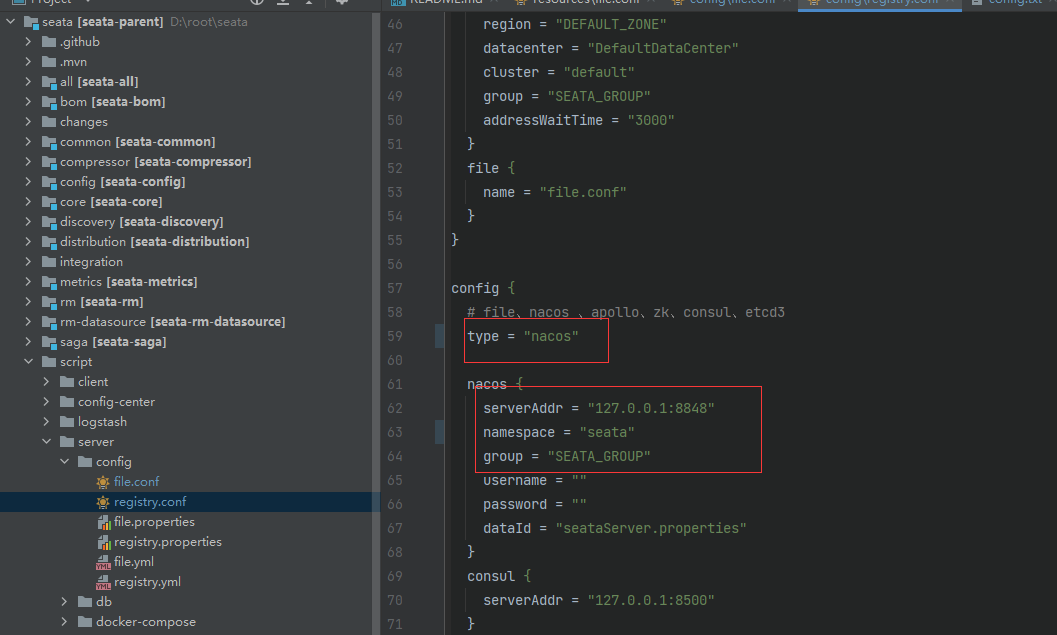 Project
seata [seata-parent] D:\root\seata
.github
.mvn
all [seata-all]
bom [seata-bom]
changes
common [seata-common]
compressor [seata-compressor]
config [seata-config]
core [seata-core]
discovery [seata-discovery]
distribution [seata-distribution]
integration
metrics [seata-metrics]
rm [seata-rm]
rm-datasource [seata-rm-datasource]
saga [seata-saga]
script
client
config-center
logstash
server
config
file.conf
registry.conf
file.properties
registry.properties
file.yml
registry.yml
db
docker-compose
README.md resources\file.conf config\file.conf config\registry.conf config.txt
46 region = "DEFAULT_ZONE"
47 datacenter = "DefaultDataCenter"
48 cluster = "default"
49 group = "SEATA_GROUP"
50 addressWaitTime = "3000"
51 }
52 file {
53 name = "file.conf"
54 }
55 }
56
57 config {
58 # file、nacos 、apollo、zk、consul、etcd3
59 type = "nacos"
60
61 nacos {
62 serverAddr = "127.0.0.1:8848"
63 namespace = "seata"
64 group = "SEATA_GROUP"
65 username = ""
66 password = ""
67 dataId = "seataServer.properties"
68 }
69 consul {
70 serverAddr = "127.0.0.1:8500"
71 }